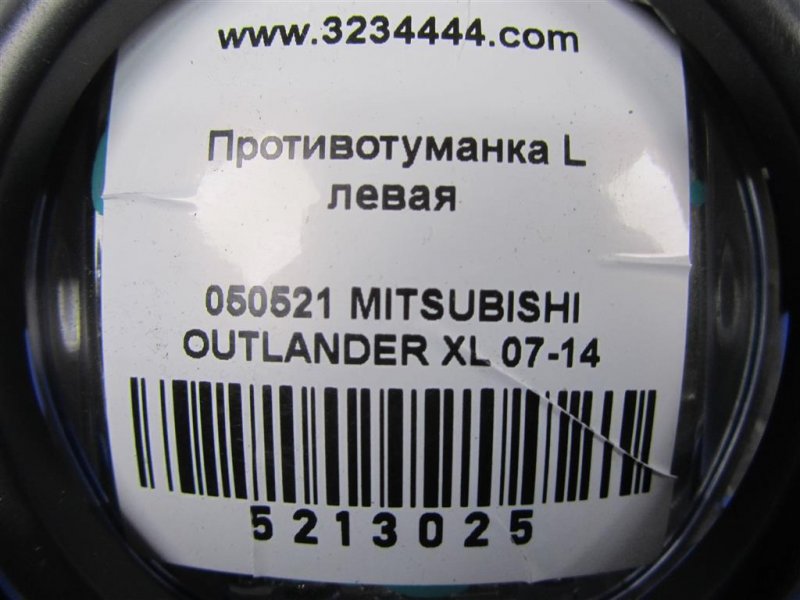 www.3234444.com
Противотуманка L
левая
050521 MITSUBISHI
OUTLANDER XL 07-14
5213025